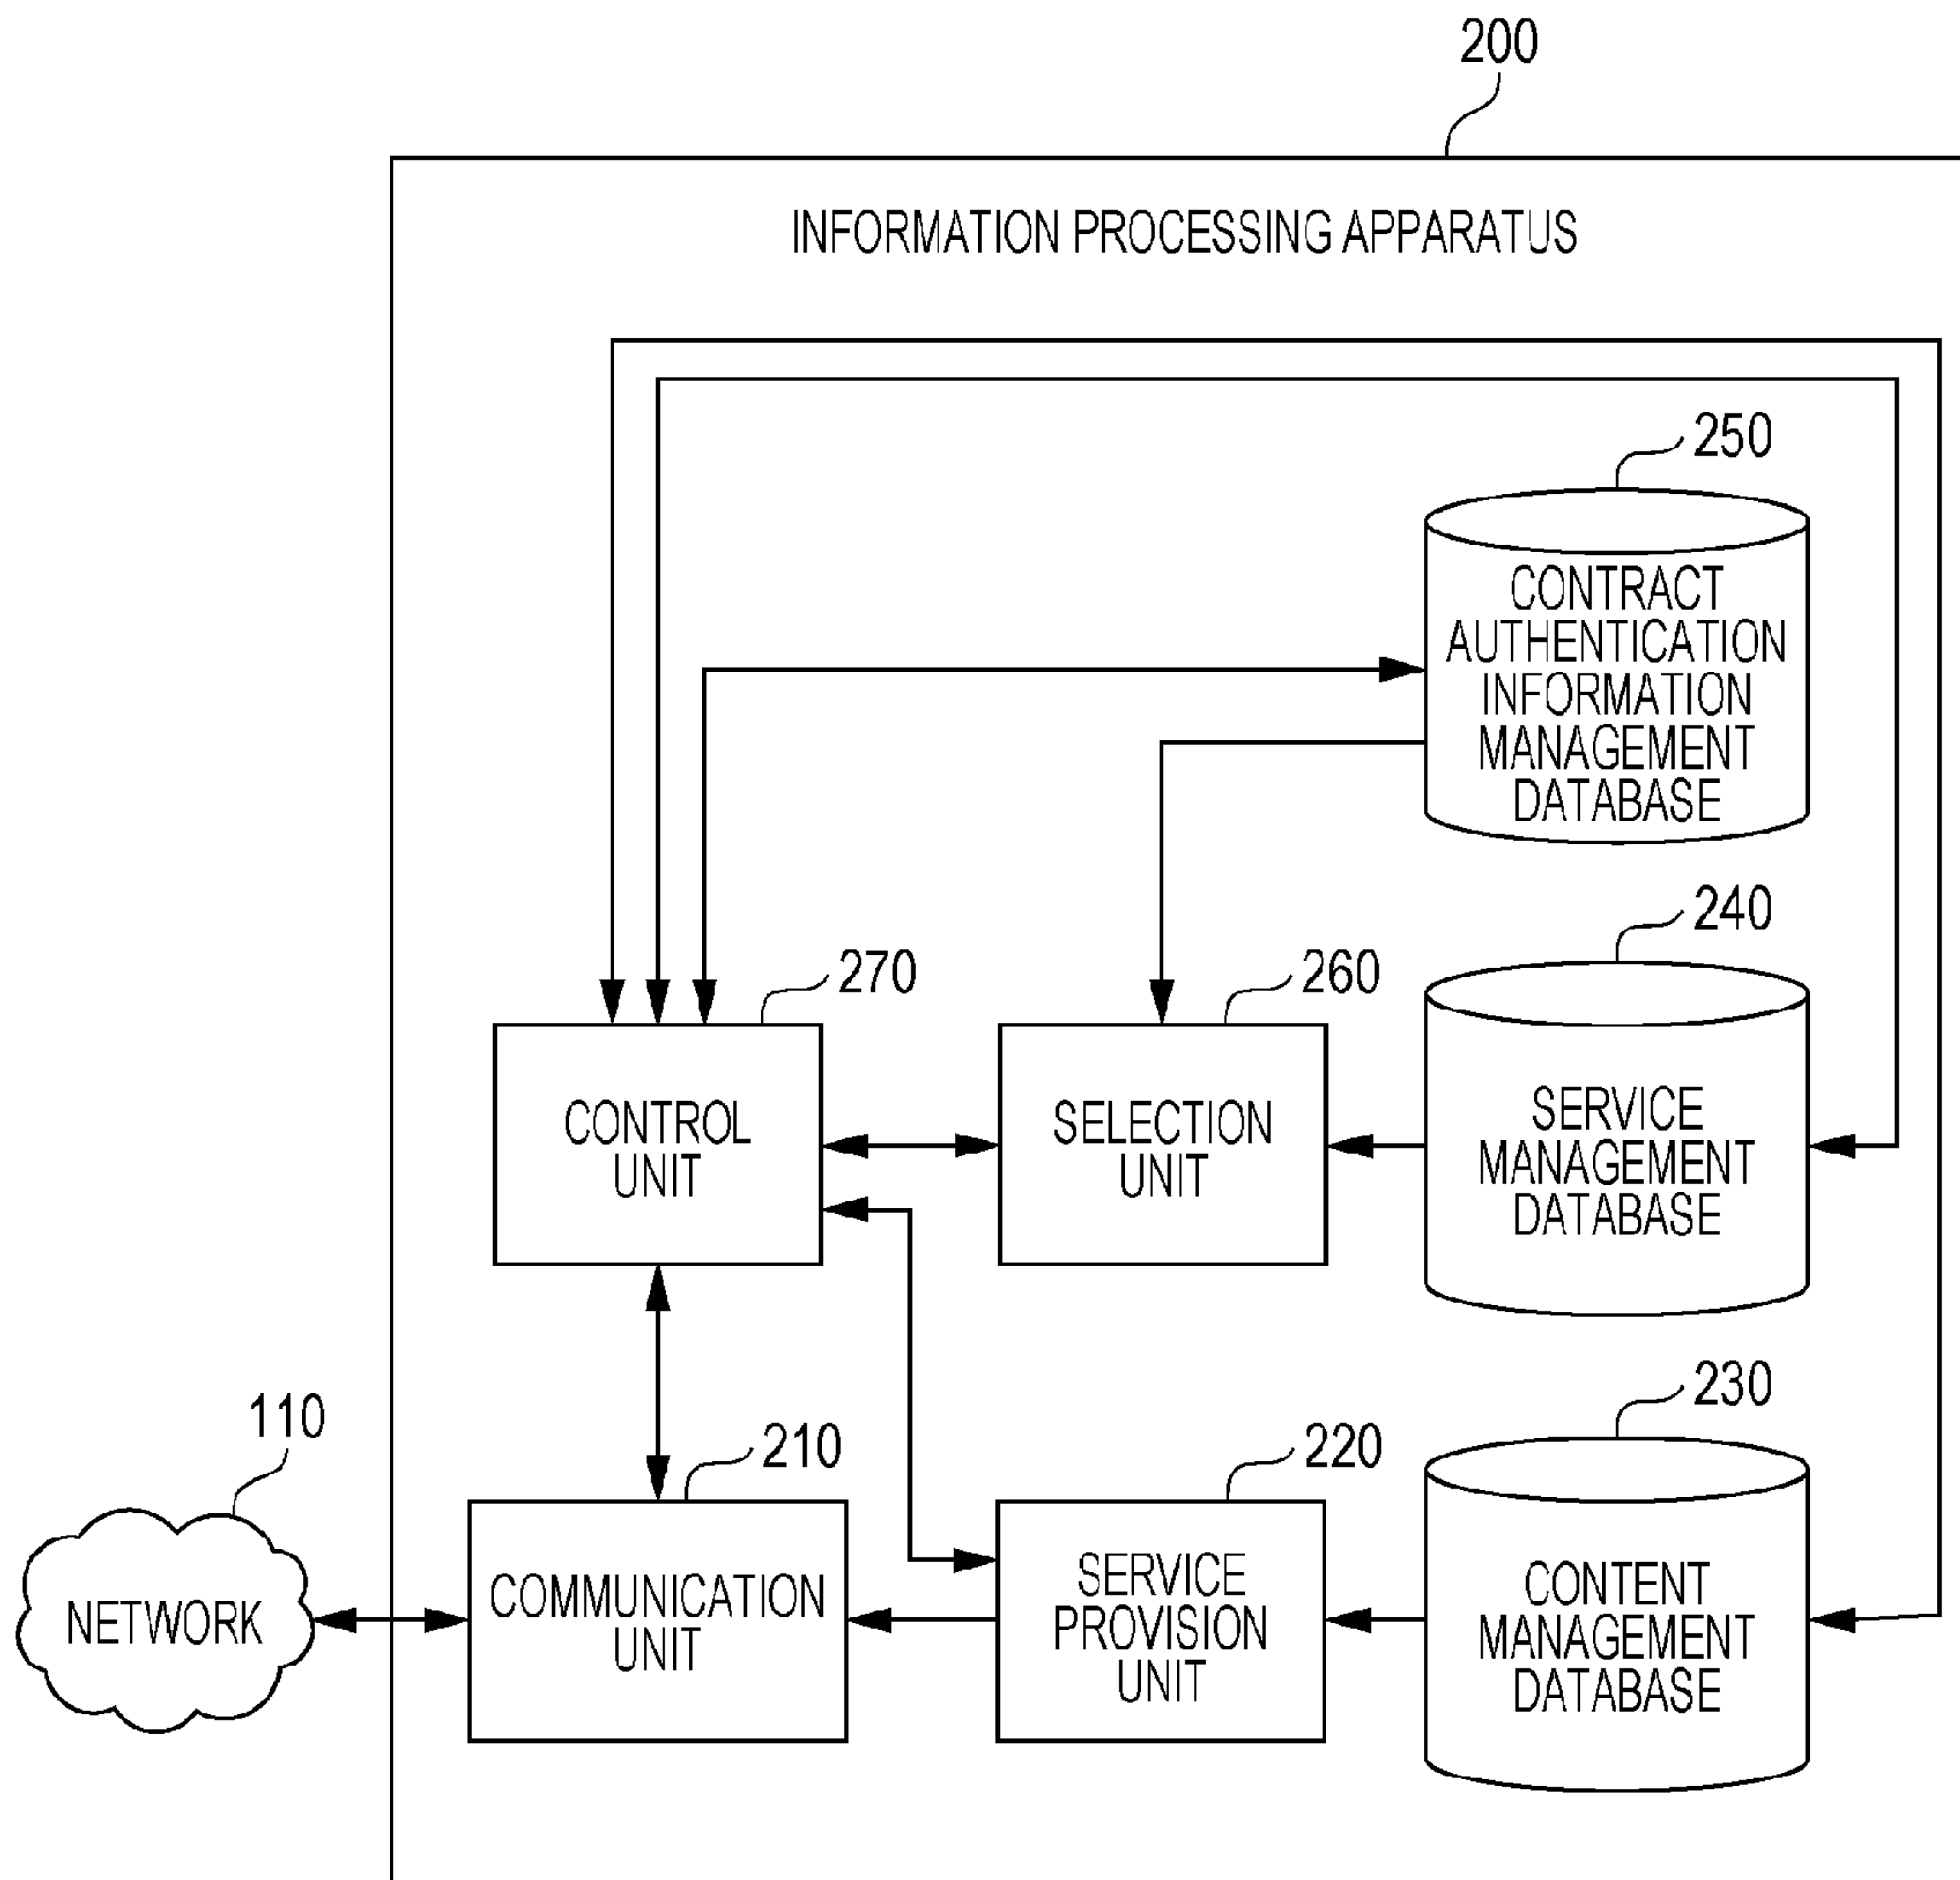 200
INFORMATION PROCESSING APPARATUS
250
CONTRACT
AUTHENTICATION
INFORMATION
MANAGEMENT
DATABASE
240
270
260
CONTROL
UNIT
SELECTION
UNIT
SERVICE
MANAGEMENT
DATABASE
230
110
210
220
NETWORK
COMMUNICATION
UNIT
SERVICE
PROVISION
UNIT
CONTENT
MANAGEMENT
DATABASE